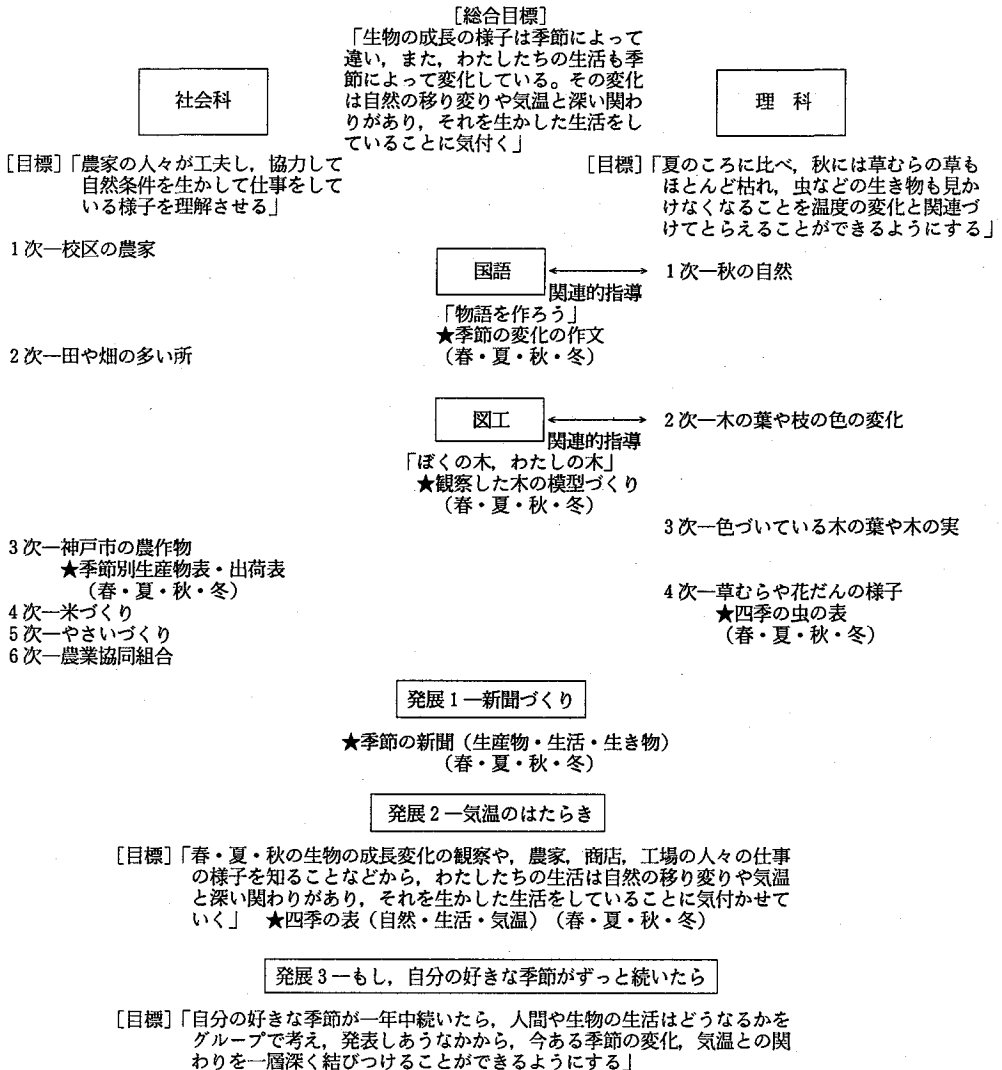 [総合目標]
「生物の成長の様子は季節によって
違い，また，わたしたちの生活も季
節によって変化している。その変化
は自然の移り変りや気温と深い関わ
りがあり，それを生かした生活をし
ていることに気付く」
社会科
[目標]「農家の人々が工夫し，協力して
自然条件を生かして仕事をして
いる様子を理解させる」
理　科
[目標]「夏のころに比べ，秋には草むらの草も
ほとんど枯れ，虫などの生き物も見か
けなくなることを温度の変化と関連づ
けてとらえることができるようにする」
1次―校区の農家
国語
関連的指導
1次―秋の自然
「物語を作ろう」
★季節の変化の作文
（春・夏・秋・冬）
2次―田や畑の多い所
図工
関連的指導
2次―木の葉や枝の色の変化
「ぼくの木，わたしの木」
★観察した木の模型づくり
（春・夏・秋・冬）
3次―色づいている木の葉や木の実
3次―神戸市の農作物
★季節別生産物表・出荷表
（春・夏・秋・冬）
4次―米づくり
5次―やさいづくり
6次―農業協同組合
4次―草むらや花だんの様子
★四季の虫の表
（春・夏・秋・冬）
発展1―新聞づくり
★季節の新聞（生産物・生活・生き物）
（春・夏・秋・冬）
発展2―気温のはたらき
[目標]「春・夏・秋の生物の成長変化の観察や，農家，商店，工場の人々の仕事
の様子を知ることなどから，わたしたちの生活は自然の移り変りや気温
と深い関わりがあり，それを生かした生活をしていることに気付かせて
いく」　★四季の表（自然・生活・気温）（春・夏・秋・冬）
発展3―もし，自分の好きな季節がずっと続いたら
[目標]「自分の好きな季節が一年中続いたら，人間や生物の生活はどうなるかを
グループで考え，発表しあうなかから，今ある季節の変化，気温との関
わりを一層深く結びつけることができるようにする」